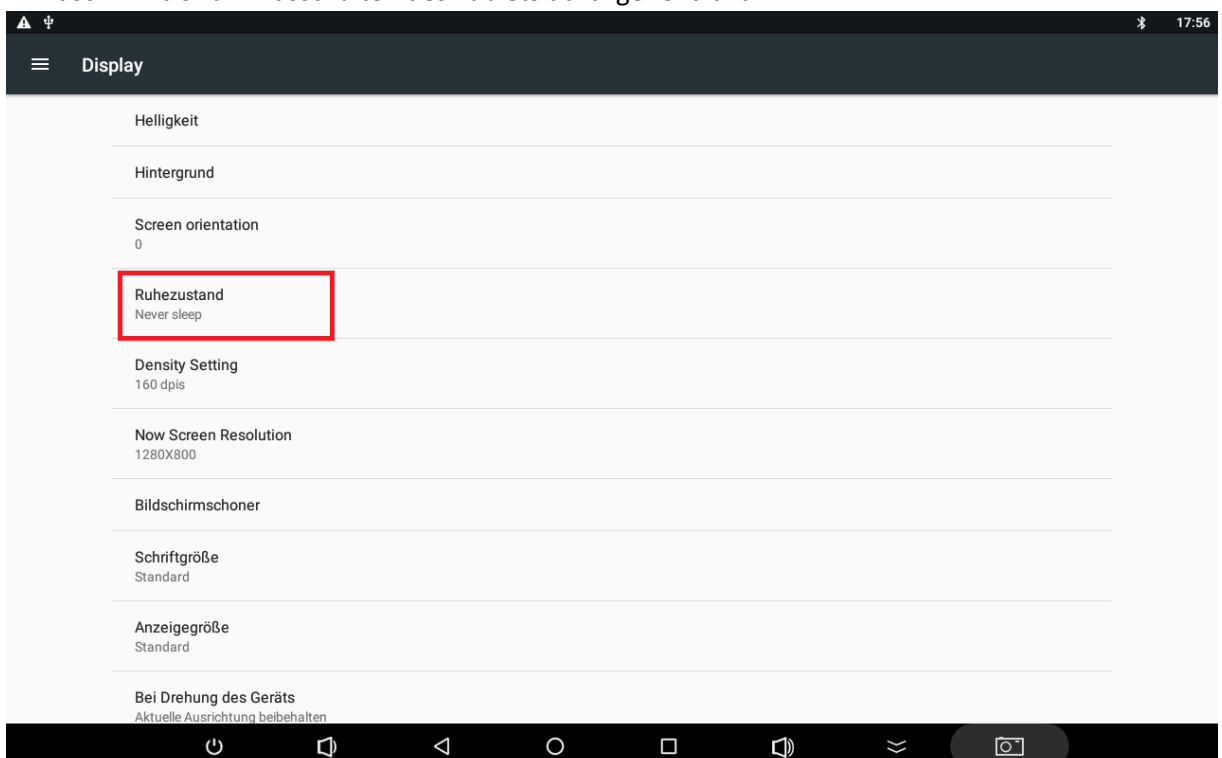 17:56
Display
Helligkeit
Hintergrund
Screen orientation
0
Ruhezustand
Never sleep
Density Setting
160 dpis
Now Screen Resolution
1280X800
Bildschirmschoner
Schriftgröße
Standard
Anzeigegröße
Standard
Bei Drehung des Geräts
Aktuelle Ausrichtung beibehalten